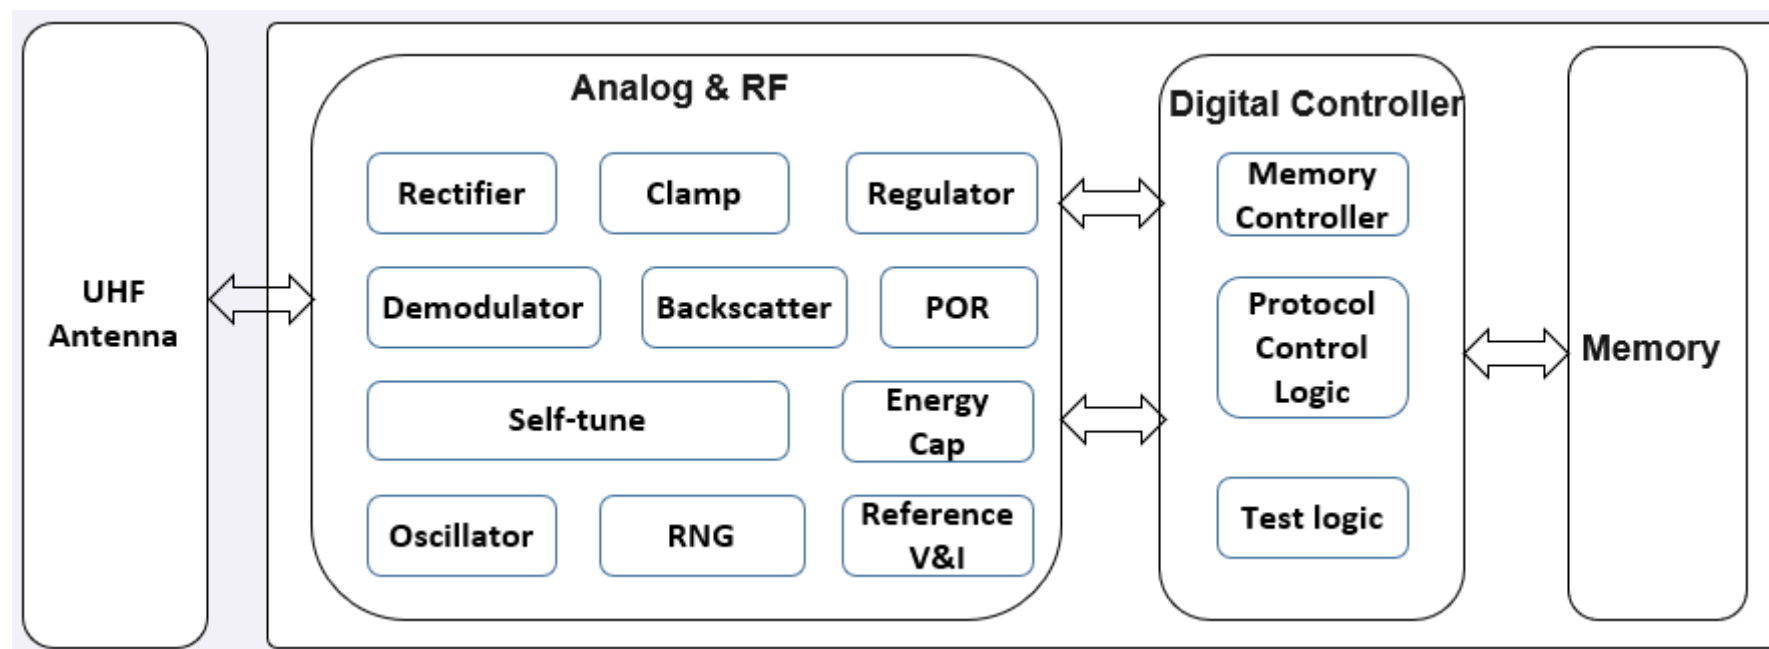 UHF
Antenna
Analog & RF
Rectifier
Clamp
Regulator
Demodulator
Backscatter
POR
Self-tune
Energy
Cap
Oscillator
RNG
Reference
V&I
Digital Controller
Memory
Controller
Protocol
Control
Logic
Test logic
Memory